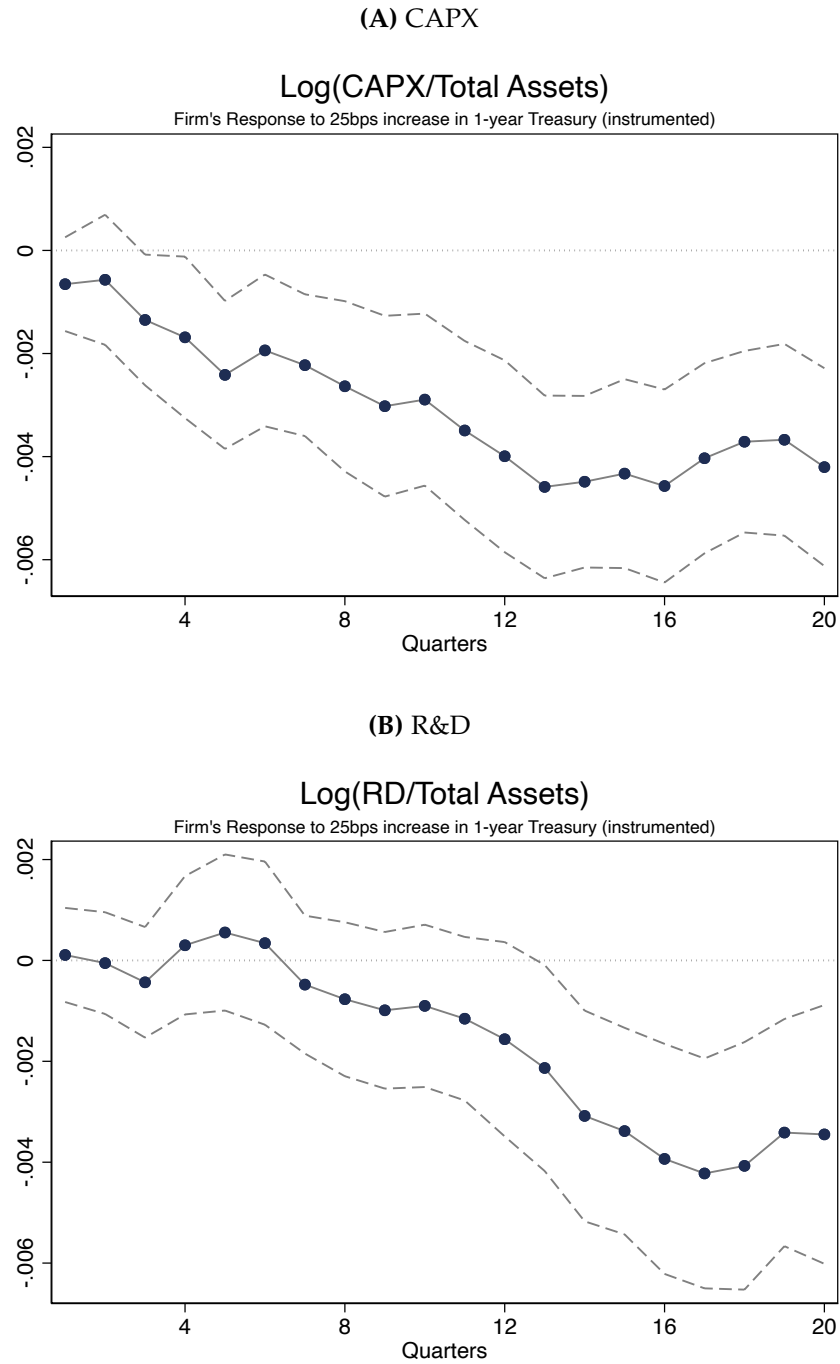 (A) CAPX
Log(CAPX/Total Assets)
Firm's Response to 25bps increase in 1-year Treasury (instrumented)
.002
0
-.002
-.004
-.006
4 8 12 16 20
Quarters
(B) R&D
Log(RD/Total Assets)
Firm's Response to 25bps increase in 1-year Treasury (instrumented)
.002
0
-.002
-.004
-.006
4 8 12 16 20
Quarters